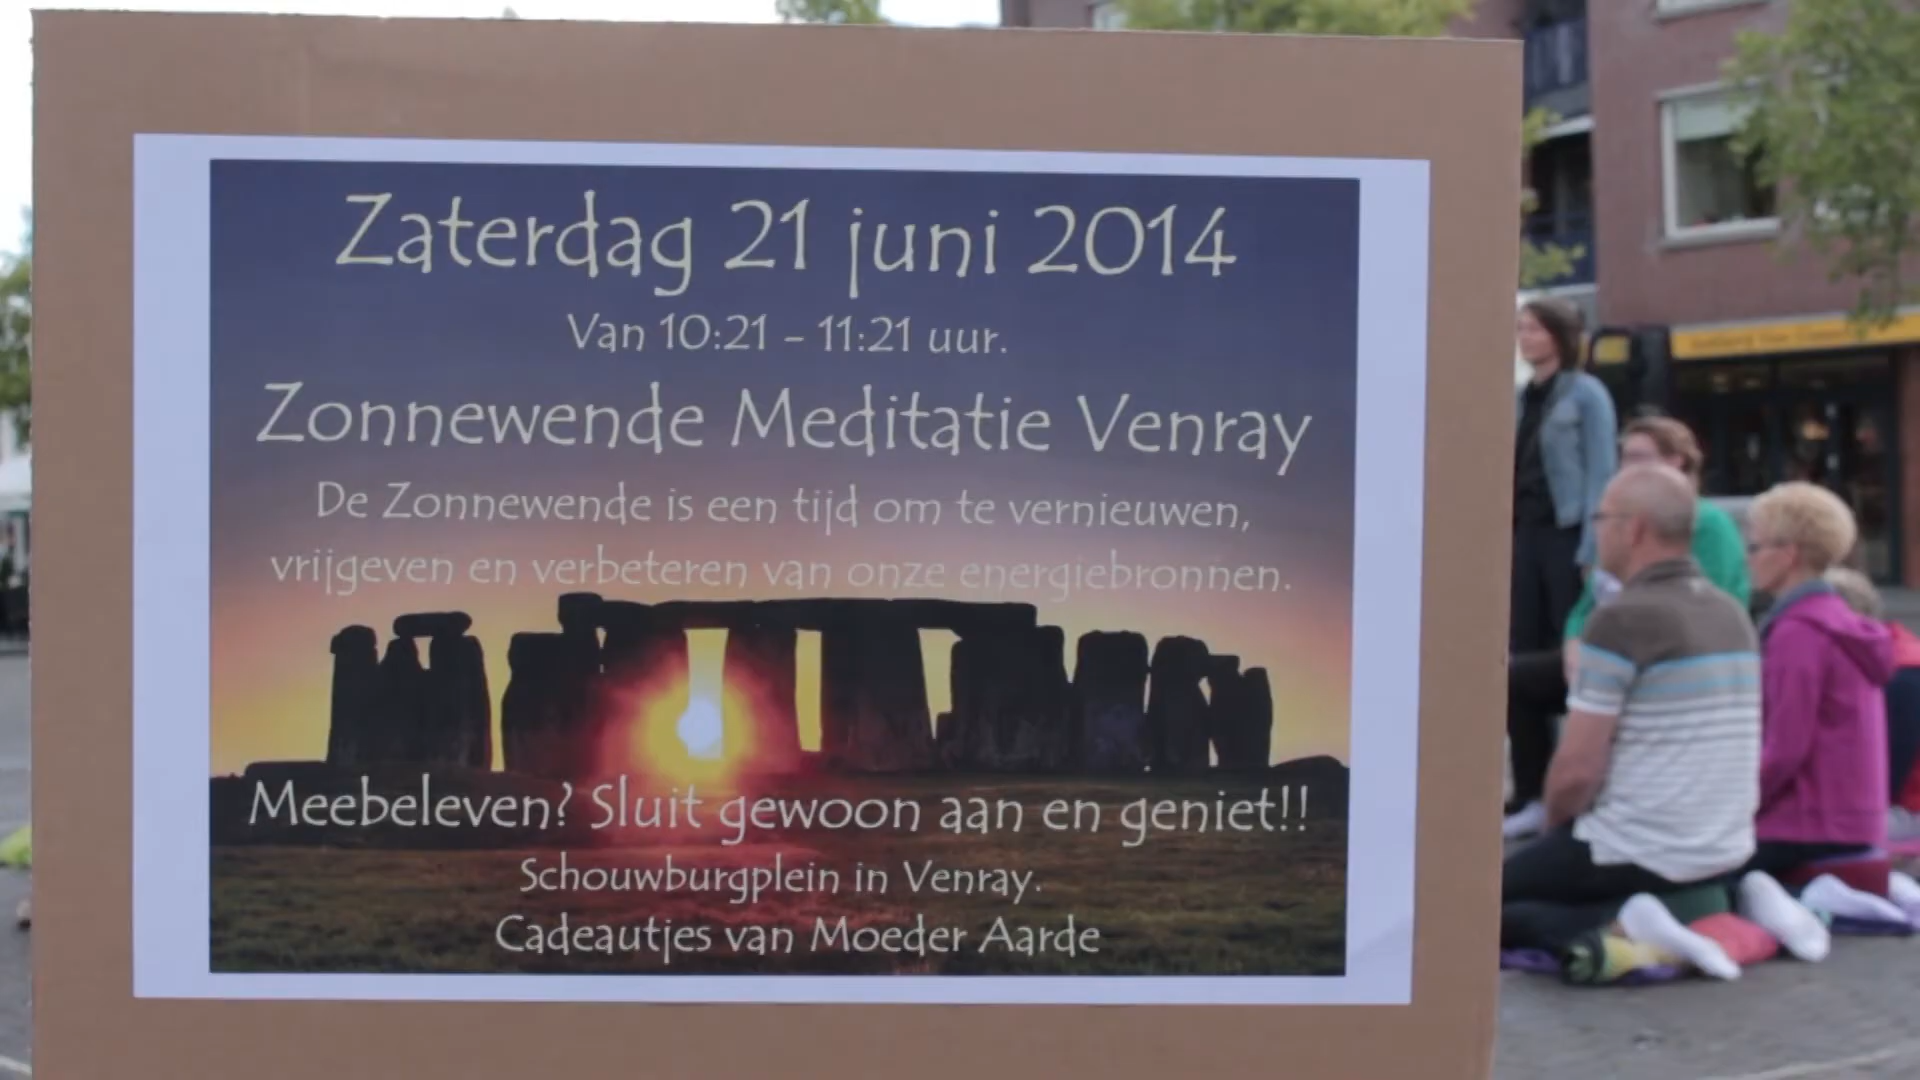 Zaterdag 21 juni 2014
Van 10:21 - 11:21 uur.
Zonnewende Meditatie Venray
De Zonnewende is een tijd om te vernieuwen,
vrijgeven en verbeteren van onze energiebronnen.
Meebeleven? Sluit gewoon aan en geniet!!
Schouwburgplein in Venray.
Cadeautjes van Moeder Aarde